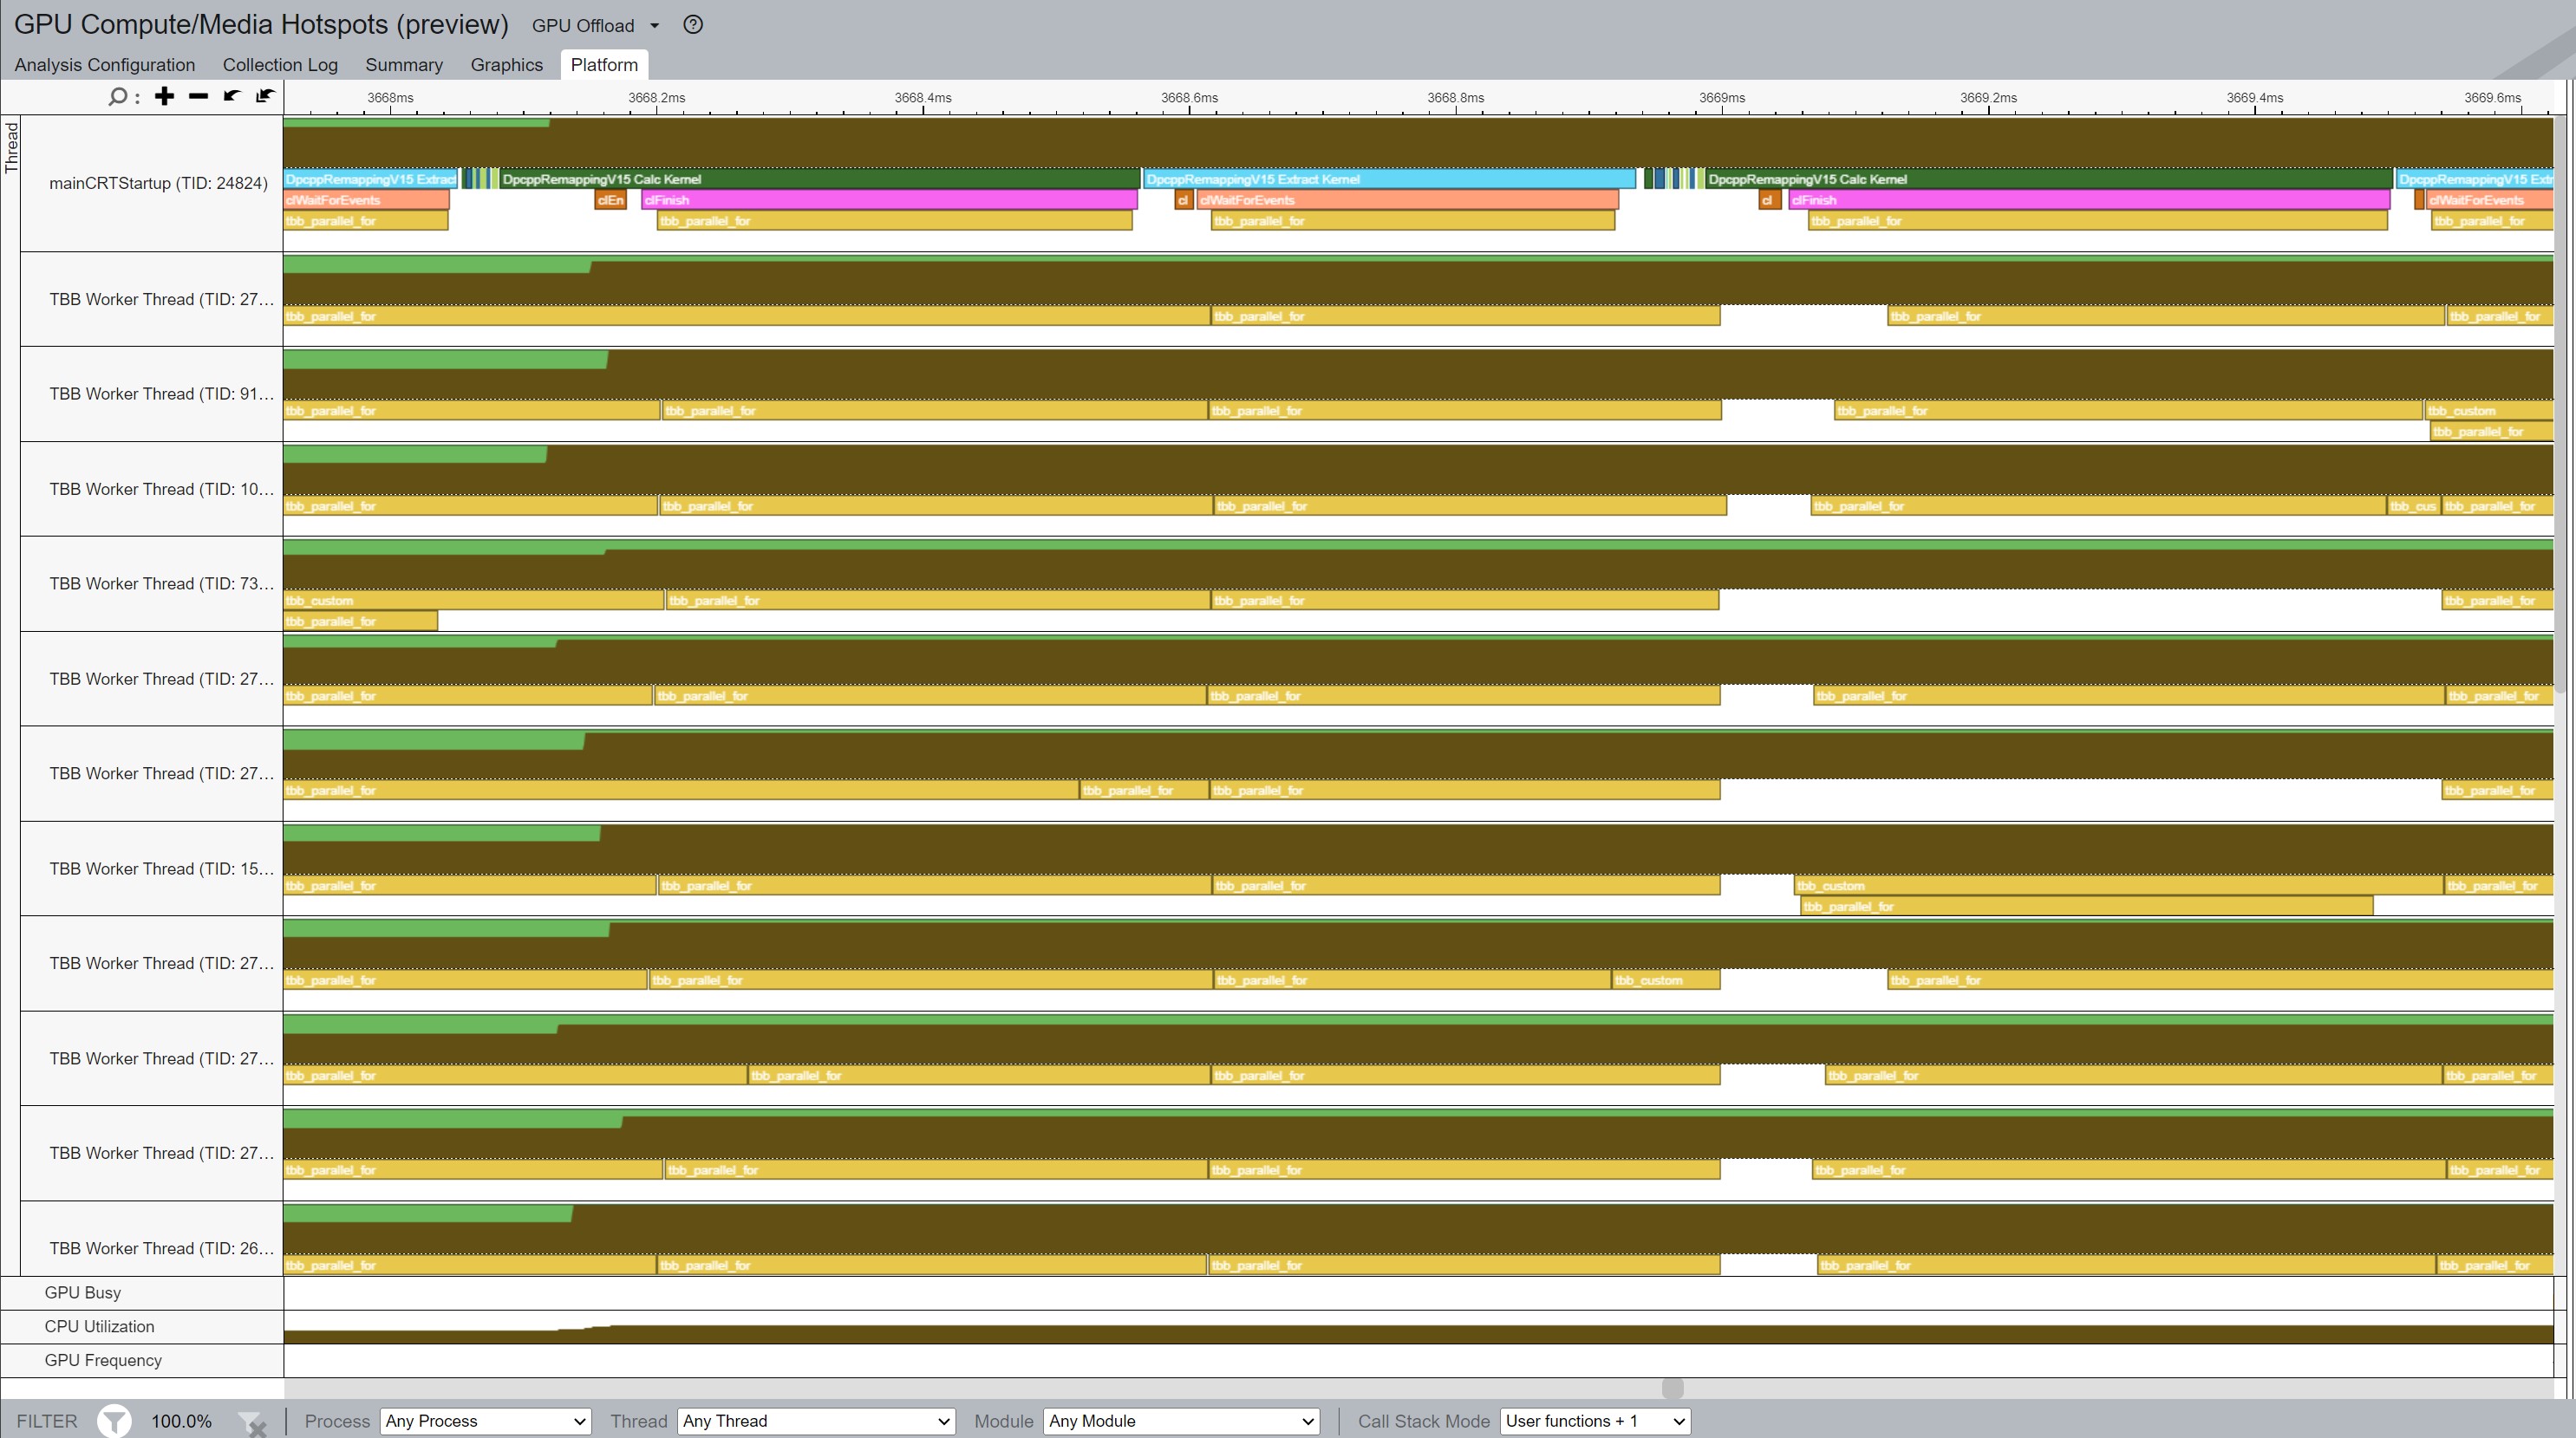 GPU Compute/Media Hotspots (preview) GPU Offload
Analysis Configuration Collection Log Summary Graphics Platform
3668ms 3668.2ms 3668.4ms 3668.6ms 3668.8ms 3669ms 3669.2ms 3669.4ms 3669.6ms
Thread
mainCRTStartup (TID: 24824)
DpcppRemappingV15 Extract DpcppRemappingV15 Calc Kernel DpcppRemappingV15 Extract Kernel DpcppRemappingV15 Calc Kernel DpcppRemappingV15 Extr
clWaitForEvents clEn clFinish cl clWaitForEvents cl clFinish clWaitForEvents
tbb_parallel_for tbb_parallel_for tbb_parallel_for tbb_parallel_for tbb_parallel_for
TBB Worker Thread (TID: 27...
tbb_parallel_for tbb_parallel_for tbb_parallel_for tbb_parallel_for
TBB Worker Thread (TID: 91...
tbb_parallel_for tbb_parallel_for tbb_parallel_for tbb_parallel_for tbb_custom
tbb_parallel_for
TBB Worker Thread (TID: 10...
tbb_parallel_for tbb_parallel_for tbb_parallel_for tbb_parallel_for tbb_cus tbb_parallel_for
TBB Worker Thread (TID: 73...
tbb_custom tbb_parallel_for tbb_parallel_for tbb_parallel_for
tbb_parallel_for
TBB Worker Thread (TID: 27...
tbb_parallel_for tbb_parallel_for tbb_parallel_for tbb_parallel_for tbb_parallel_for
TBB Worker Thread (TID: 27...
tbb_parallel_for tbb_parallel_for tbb_parallel_for tbb_parallel_for
TBB Worker Thread (TID: 15...
tbb_parallel_for tbb_parallel_for tbb_parallel_for tbb_custom tbb_parallel_for
tbb_parallel_for
TBB Worker Thread (TID: 27...
tbb_parallel_for tbb_parallel_for tbb_parallel_for tbb_custom tbb_parallel_for
TBB Worker Thread (TID: 27...
tbb_parallel_for tbb_parallel_for tbb_parallel_for tbb_parallel_for tbb_parallel_for
TBB Worker Thread (TID: 27...
tbb_parallel_for tbb_parallel_for tbb_parallel_for tbb_parallel_for tbb_parallel_for
TBB Worker Thread (TID: 26...
tbb_parallel_for tbb_parallel_for tbb_parallel_for tbb_parallel_for tbb_parallel_for
GPU Busy
CPU Utilization
GPU Frequency
FILTER 100.0% Process Any Process Thread Any Thread Module Any Module Call Stack Mode User functions + 1